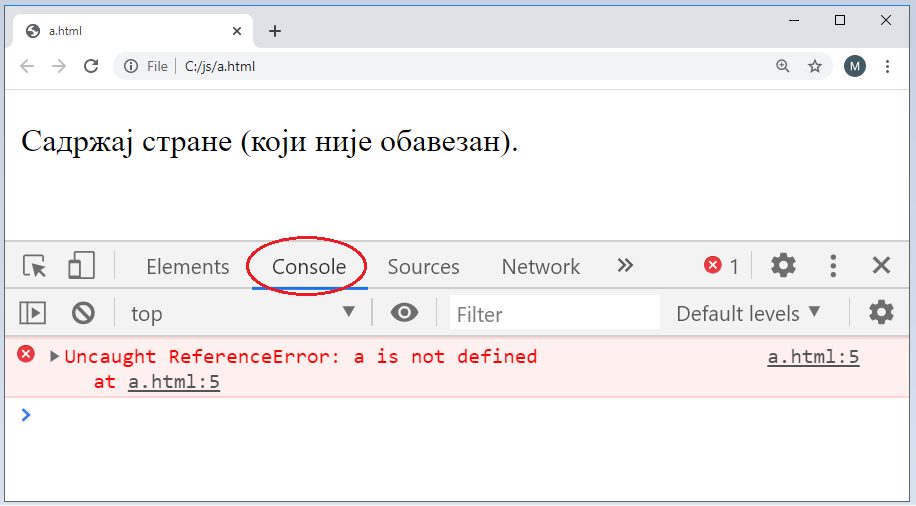 a.html
File C:/js/a.html M
Садржај стране (који није обавезан).
Elements Console Sources Network 1
top Filter Default levels
Uncaught ReferenceError: a is not defined a.html:5
at a.html:5